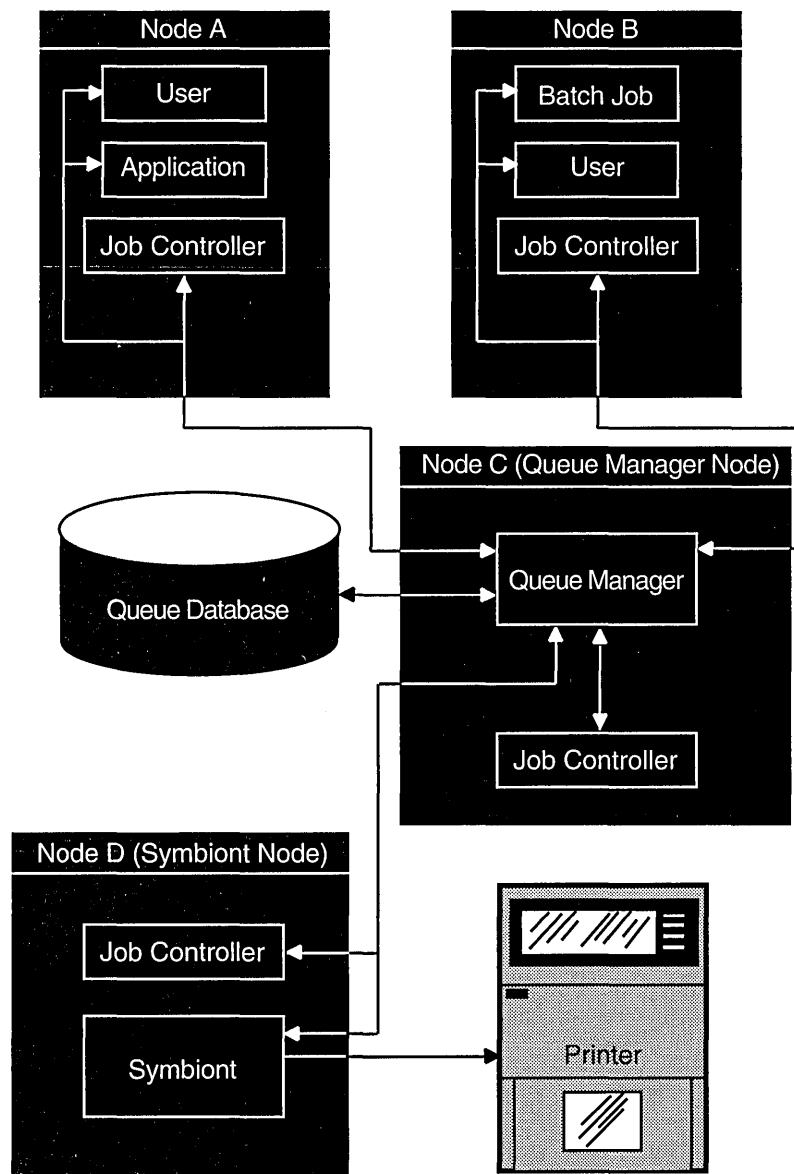 Node A
User
Application
Job Controller
Node B
Batch Job
User
Job Controller
Node C (Queue Manager Node)
Queue Manager
Job Controller
Queue Database
Node D (Symbiont Node)
Job Controller
Symbiont
Printer